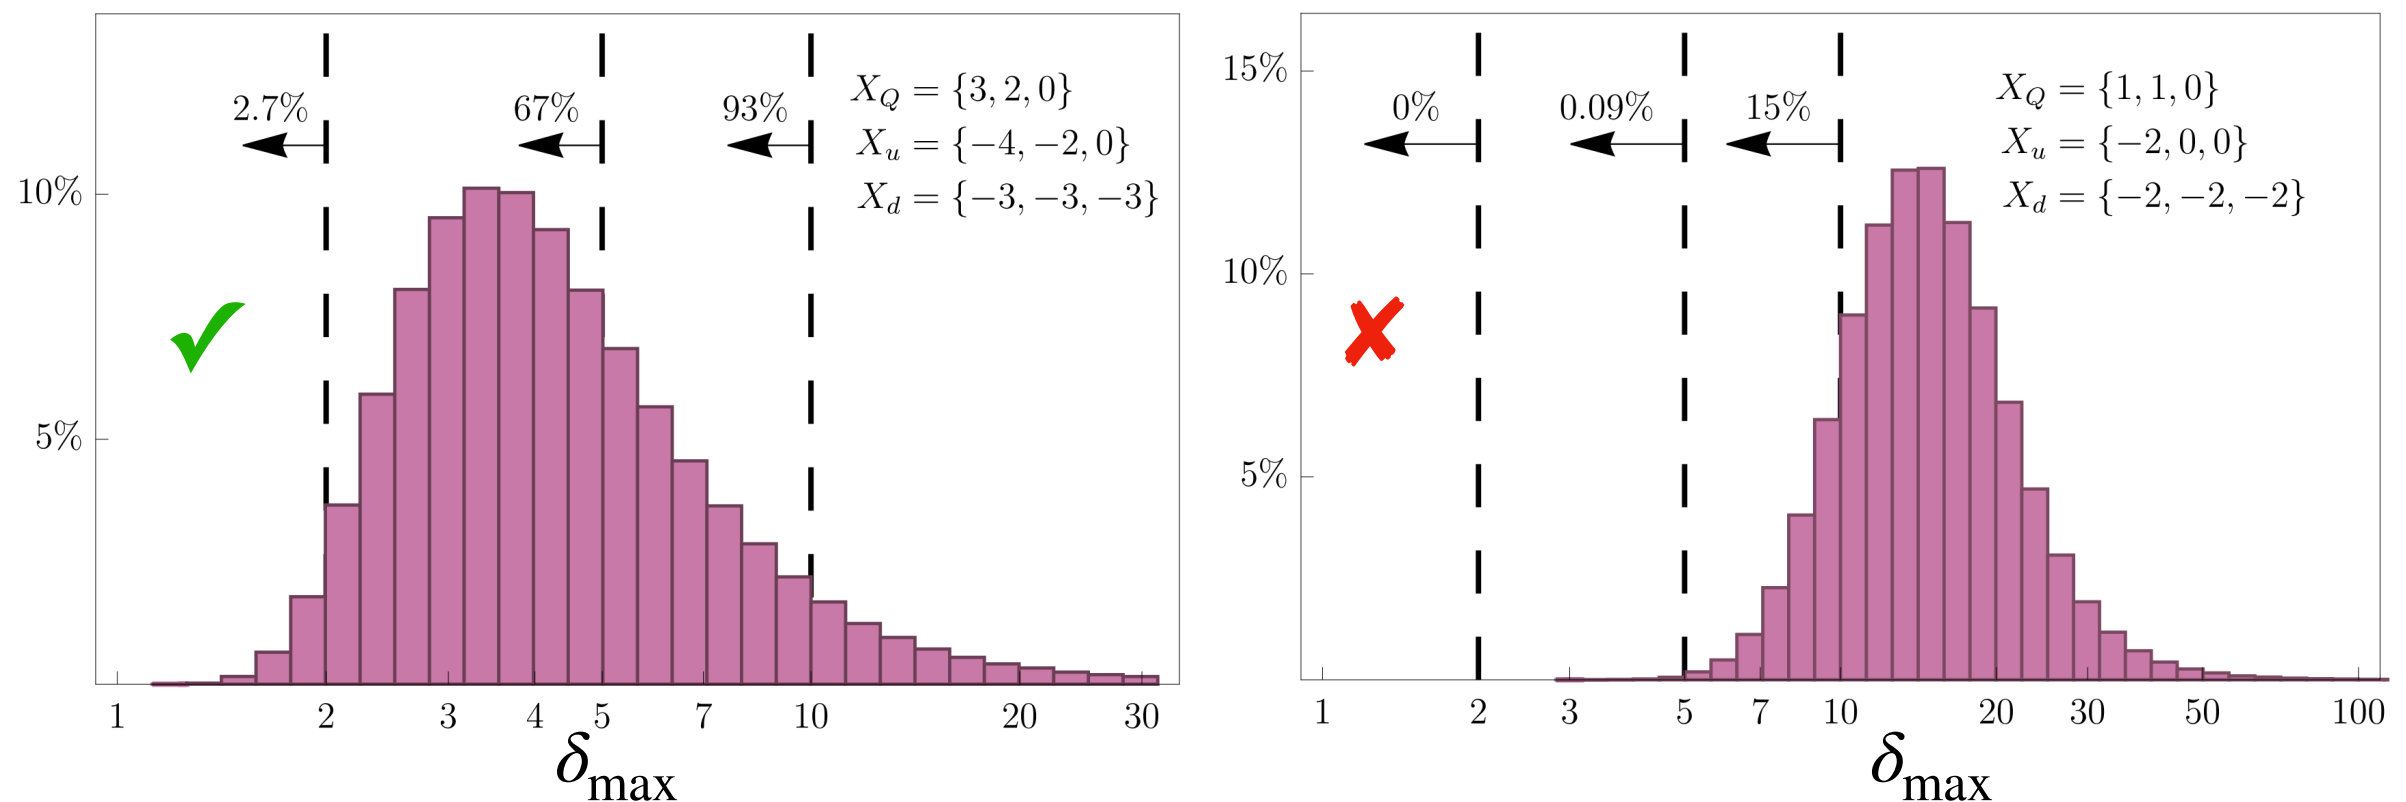 2.7%
67%
93%
X_Q = {3, 2, 0}
X_u = {−4, −2, 0}
X_d = {−3, −3, −3}
10%
5%
1 2 3 4 5 7 10 20 30
δ_max
15%
10%
5%
0%
0.09%
15%
X_Q = {1, 1, 0}
X_u = {−2, 0, 0}
X_d = {−2, −2, −2}
1 2 3 5 7 10 20 30 50 100
δ_max